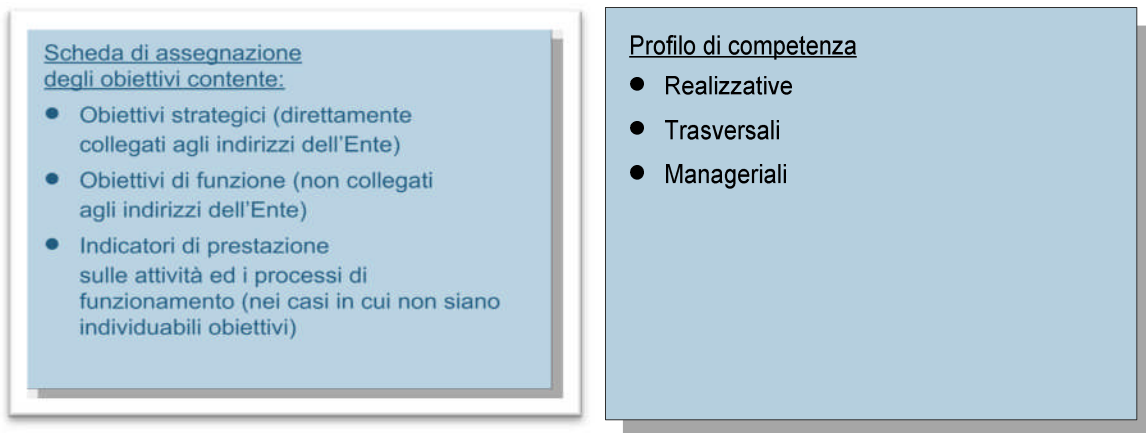 Scheda di assegnazione
degli obiettivi contente:
● Obiettivi strategici (direttamente
collegati agli indirizzi dell'Ente)
● Obiettivi di funzione (non collegati
agli indirizzi dell'Ente)
● Indicatori di prestazione
sulle attività ed i processi di
funzionamento (nei casi in cui non siano
individuabili obiettivi)
Profilo di competenza
● Realizzative
● Trasversali
● Manageriali